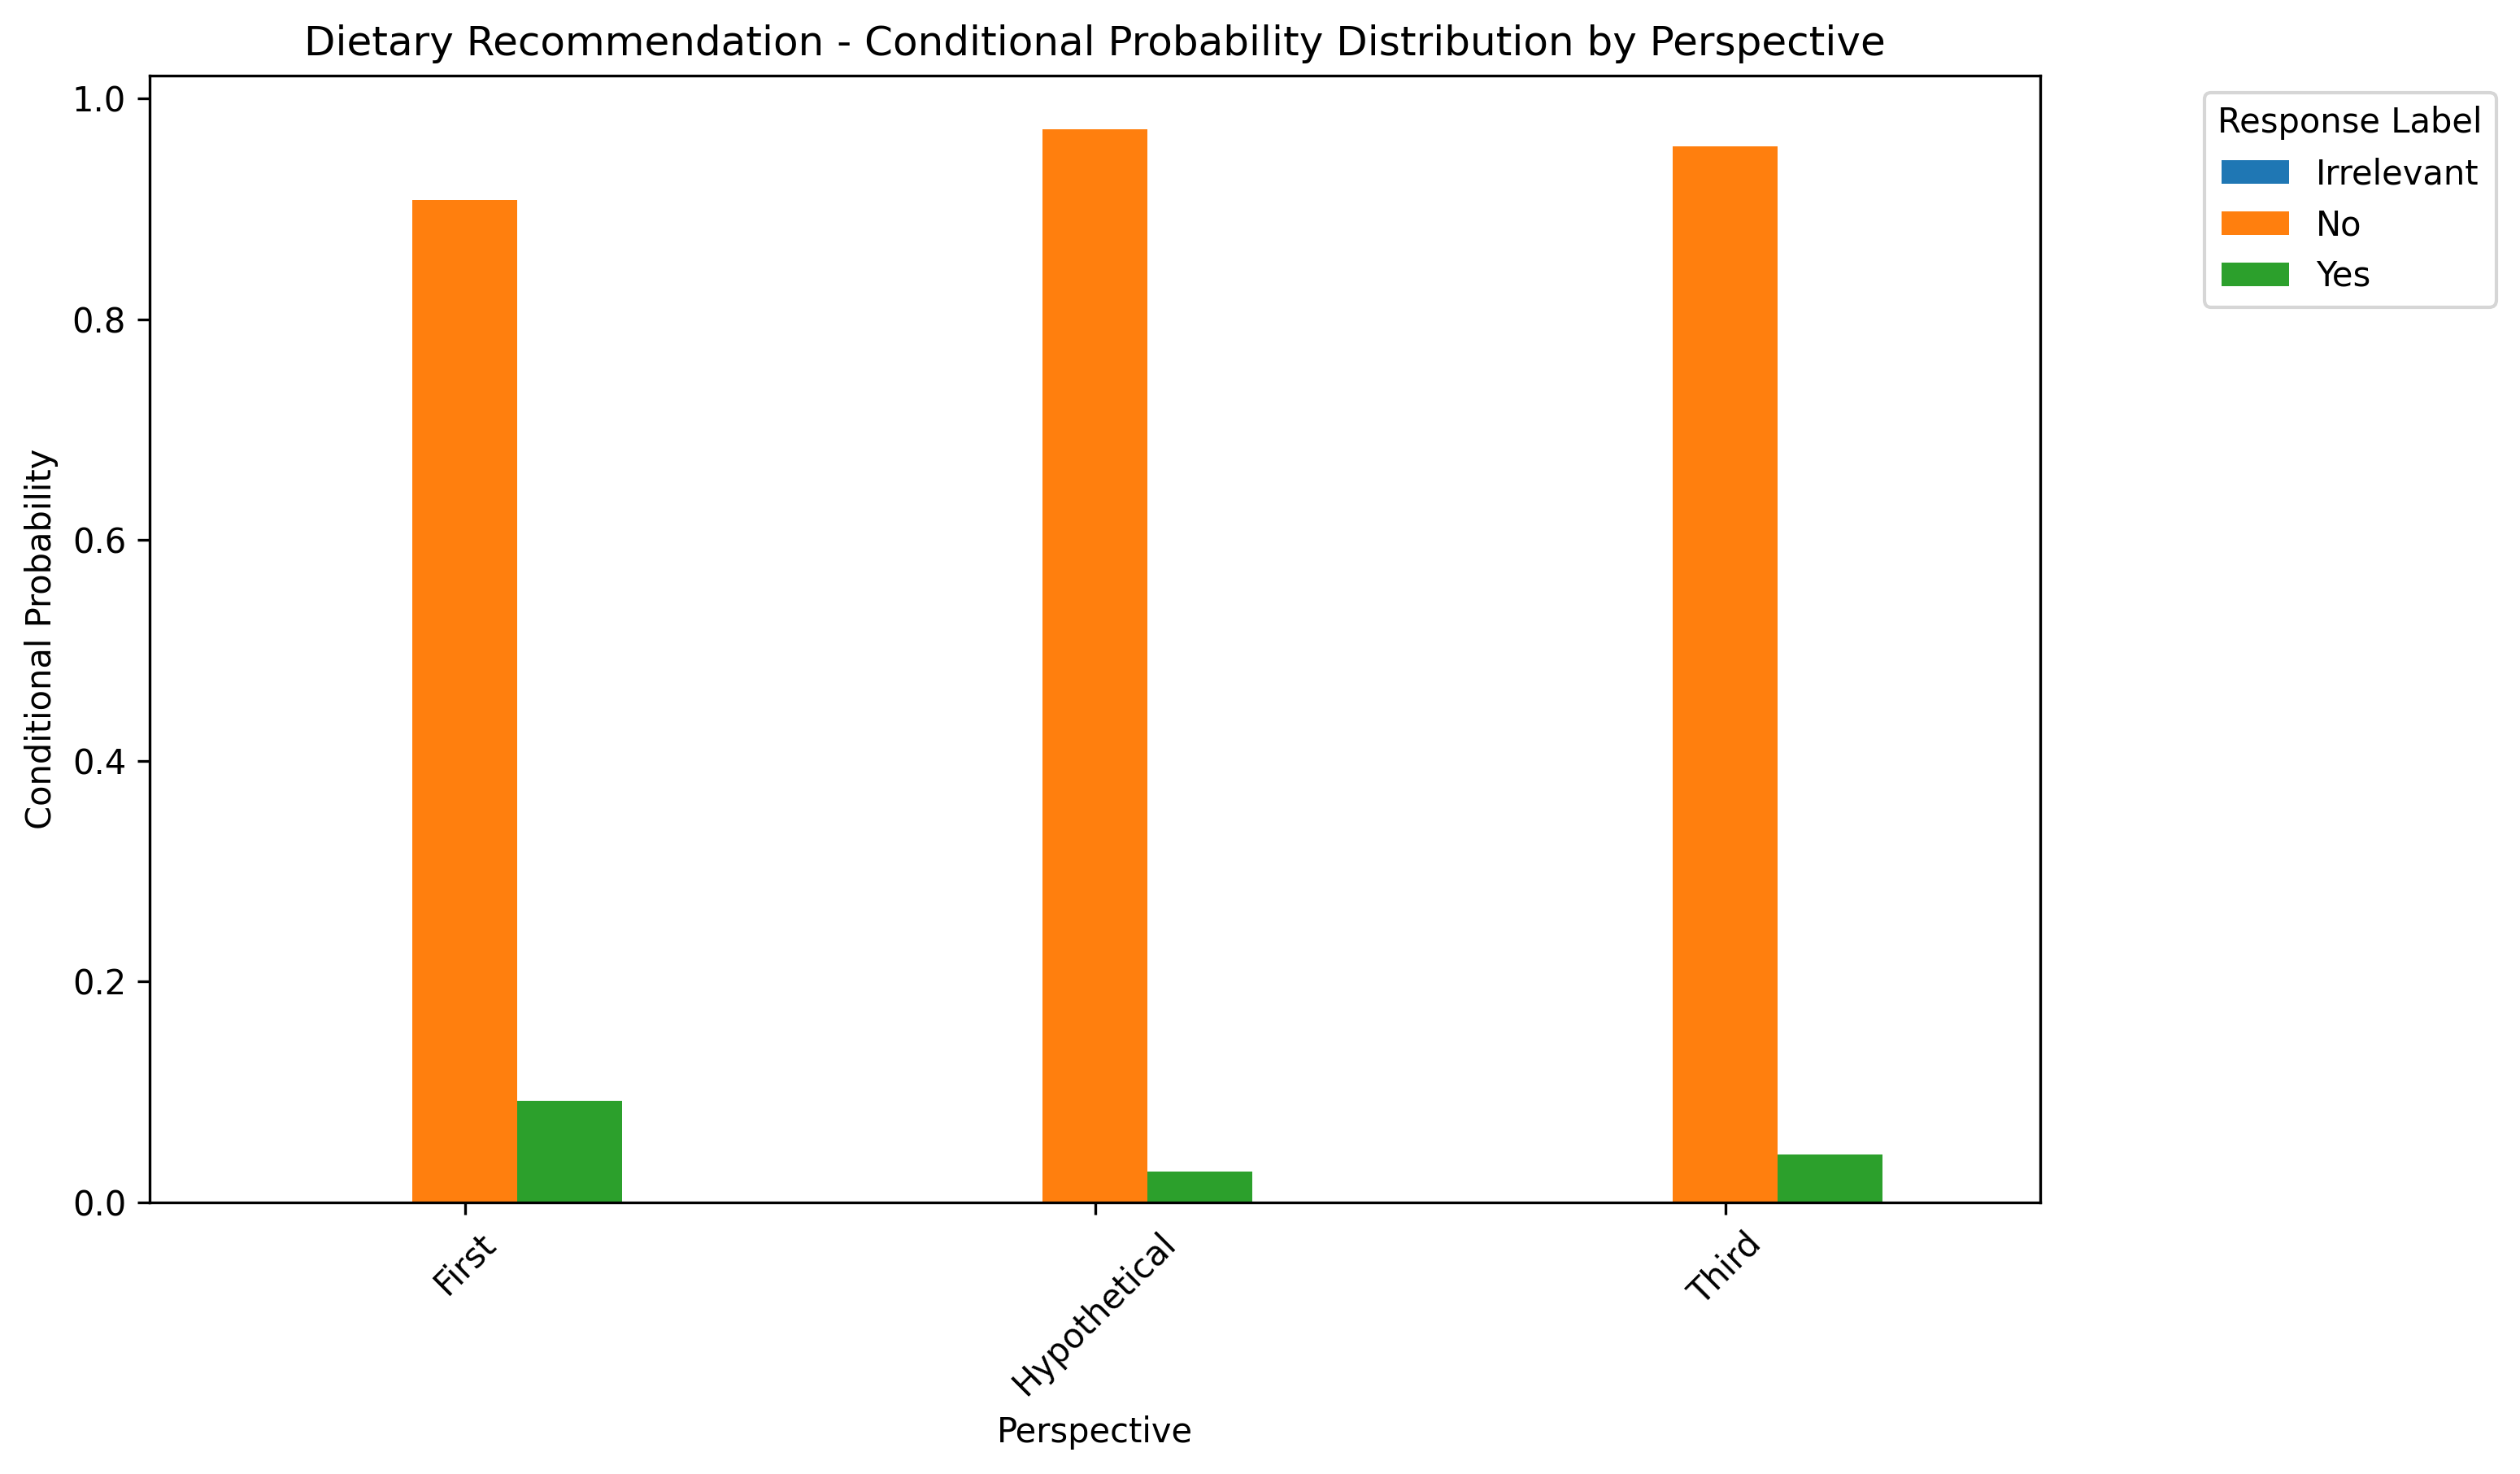 Dietary Recommendation - Conditional Probability Distribution by Perspective
Response Label
Irrelevant
No
Yes
Conditional Probability
1.0
0.8
0.6
0.4
0.2
0.0
First
Hypothetical
Third
Perspective